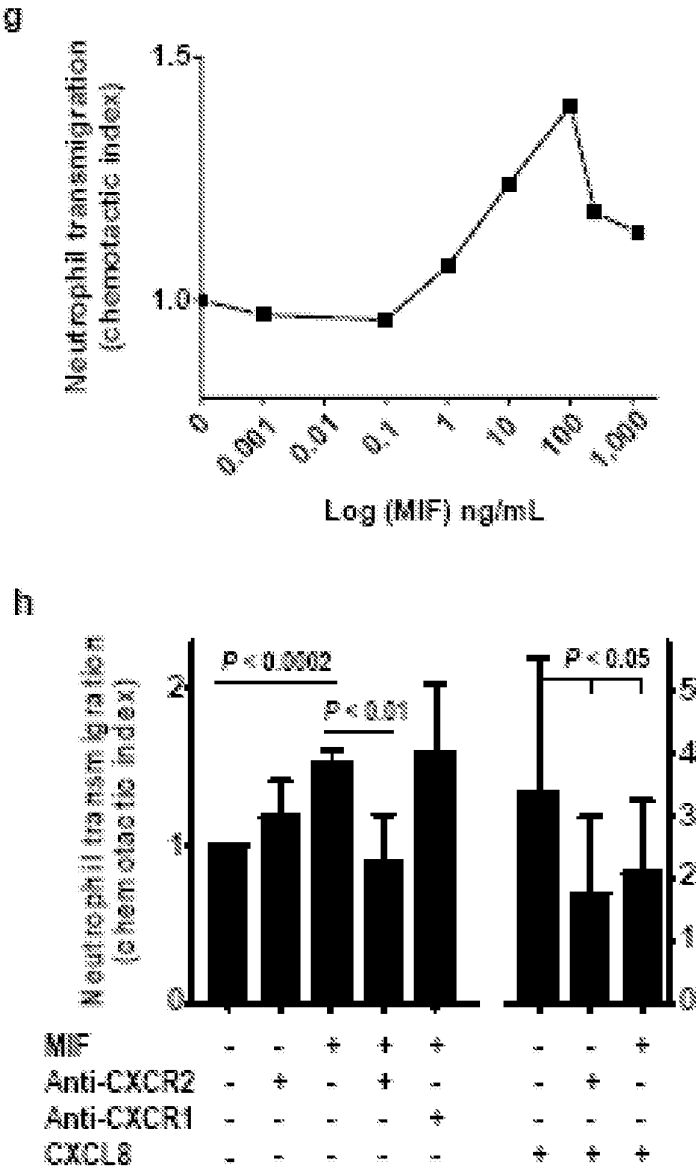 g
Neutrophil transmigration
(chemotactic index)
1.5
1.0
0 0.001 0.01 0.1 1 10 100 1,000
Log (MIF) ng/mL
h
Neutrophil transmigration
(chemotactic index)
2
1
0
P < 0.0002
P < 0.01
P < 0.05
5
4
3
2
1
0
MIF - - + + + - - +
Anti-CXCR2 - + - + - - + -
Anti-CXCR1 - - - - + - - -
CXCL8 - - - - - + + +